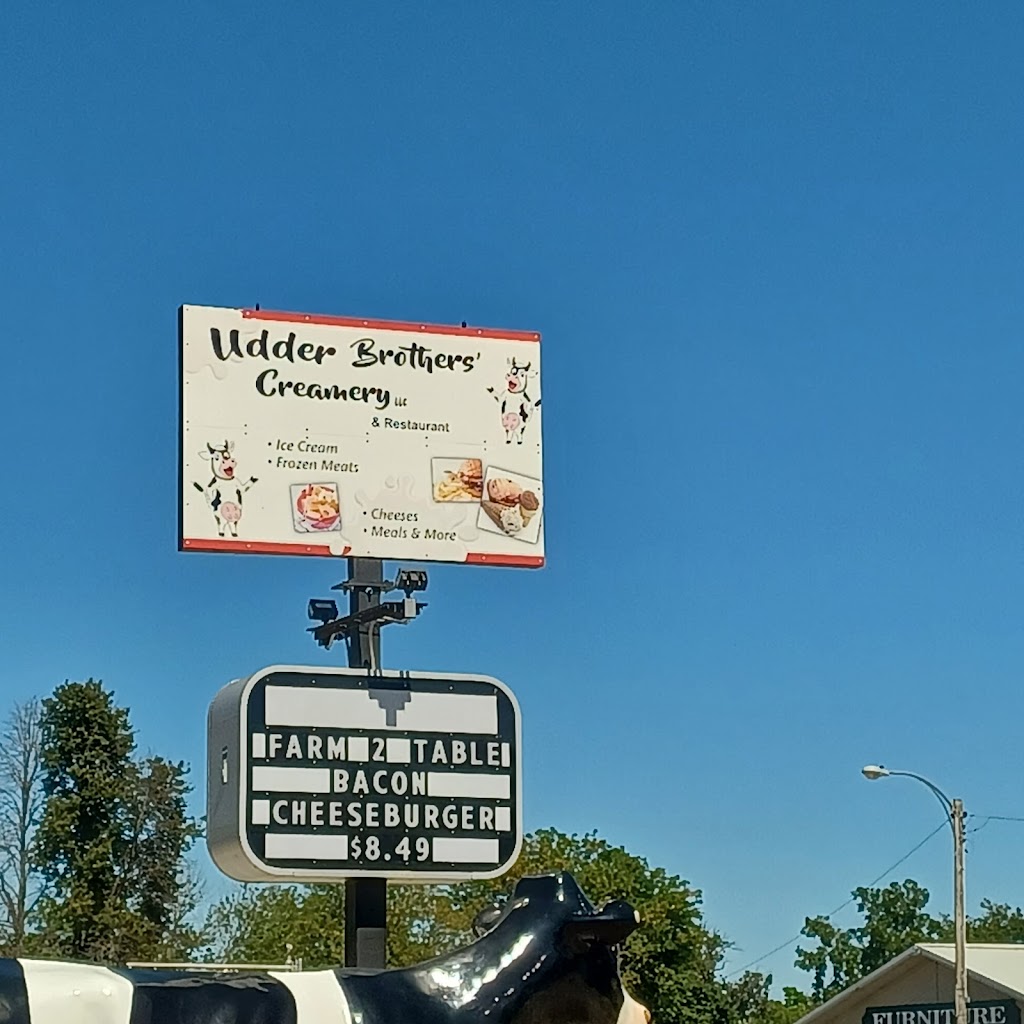 Udder Brothers'
Creamery LLC
& Restaurant
• Ice Cream
• Frozen Meats
• Cheeses
• Meals & More
FARM 2 TABLE
BACON
CHEESEBURGER
$8.49
FURNITURE